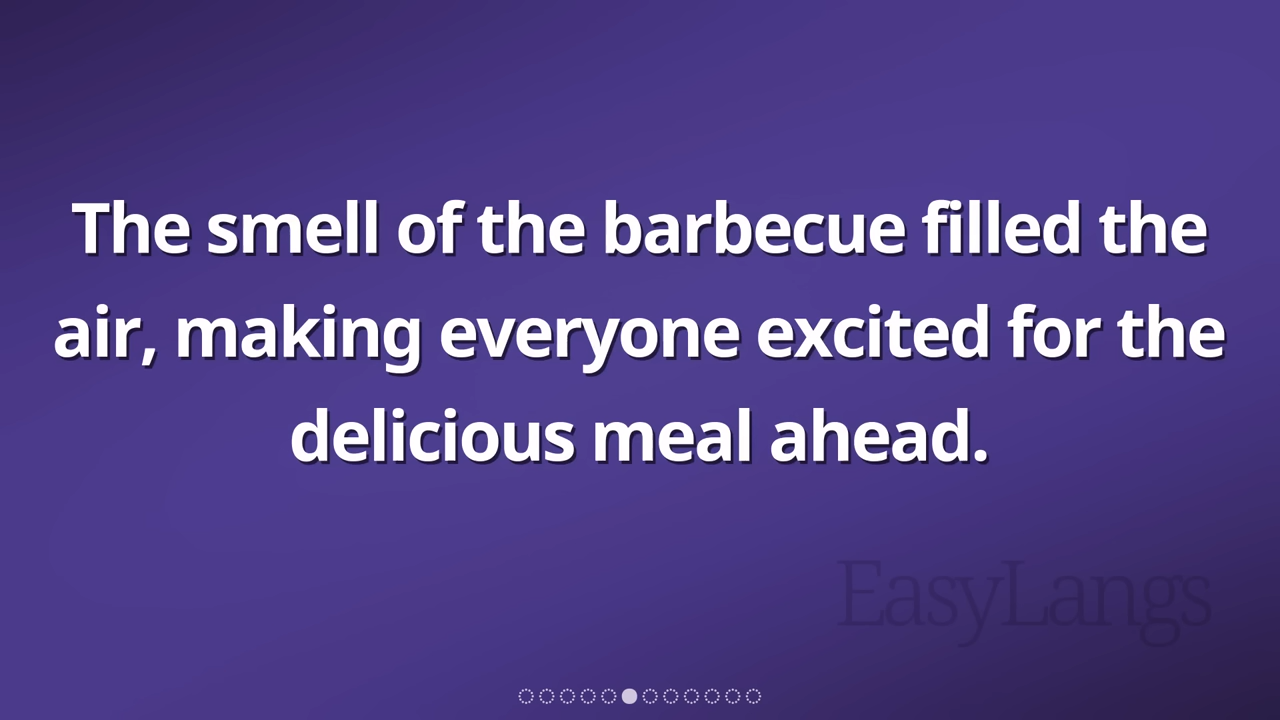 The smell of the barbecue filled the
air, making everyone excited for the
delicious meal ahead.
EasyLangs